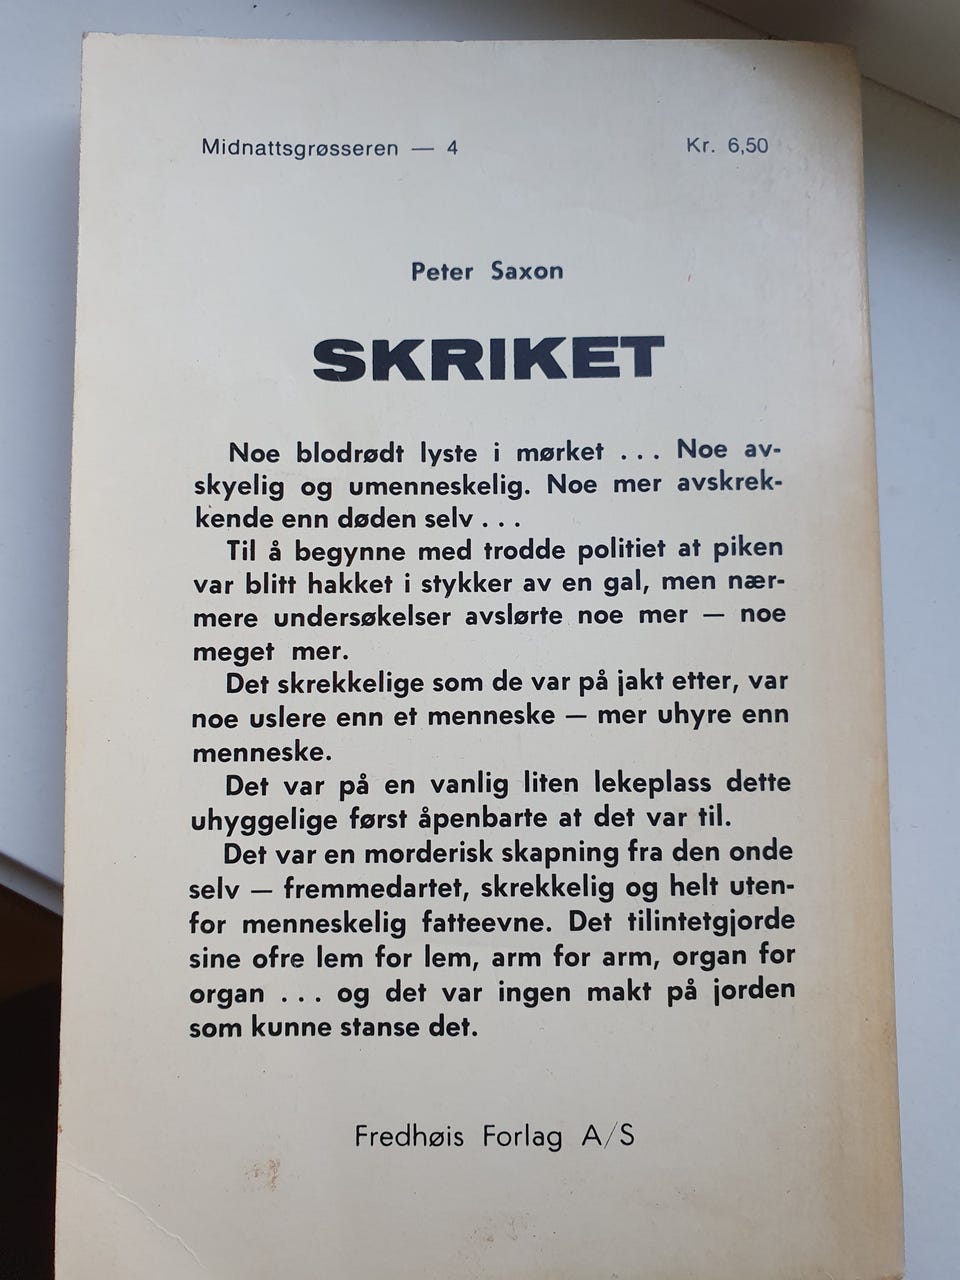 Midnattsgrøsseren — 4 Kr. 6,50
Peter Saxon
SKRIKET
Noe blodrødt lyste i mørket . . . Noe av-
skyelig og umenneskelig. Noe mer avskrek-
kende enn døden selv . . .
Til å begynne med trodde politiet at piken
var blitt hakket i stykker av en gal, men nær-
mere undersøkelser avslørte noe mer — noe
meget mer.
Det skrekkelige som de var på jakt etter, var
noe uslere enn et menneske — mer uhyre enn
menneske.
Det var på en vanlig liten lekeplass dette
uhyggelige først åpenbarte at det var til.
Det var en morderisk skapning fra den onde
selv — fremmedartet, skrekkelig og helt uten-
for menneskelig fatteevne. Det tilintetgjorde
sine ofre lem for lem, arm for arm, organ for
organ . . . og det var ingen makt på jorden
som kunne stanse det.
Fredhøis Forlag A/S